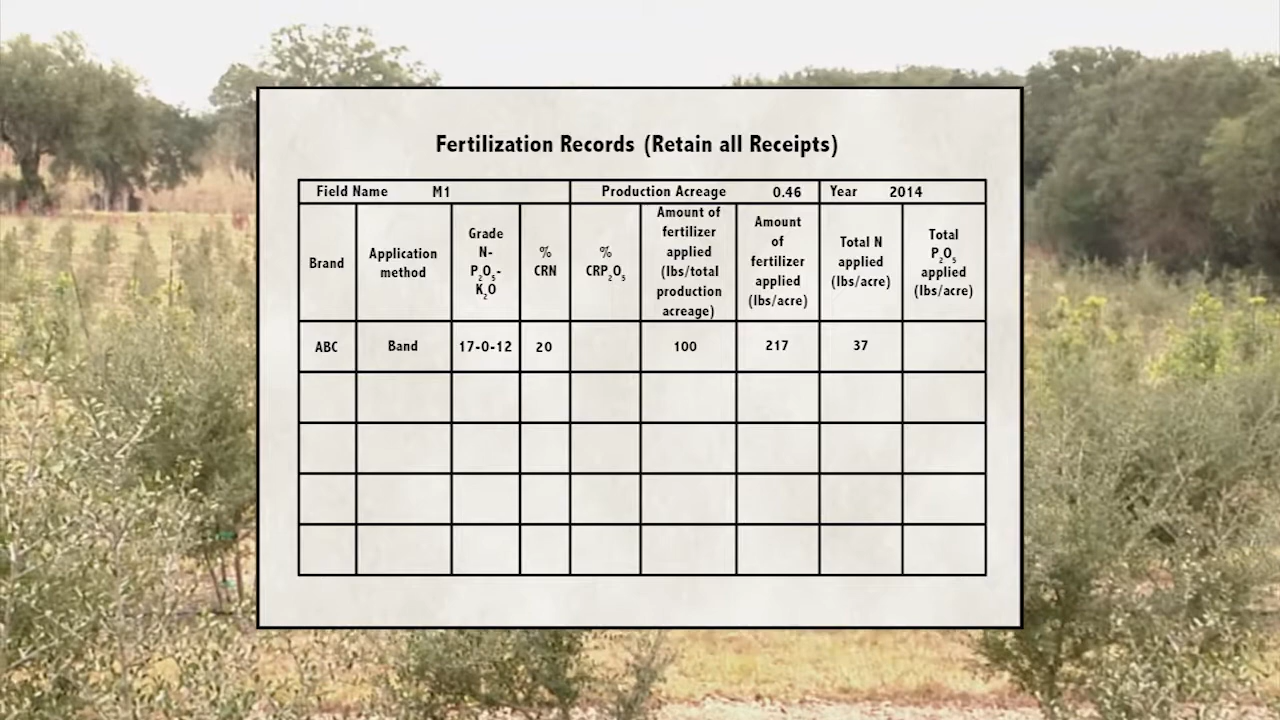 Fertilization Records (Retain all Receipts)
Field Name M1 Production Acreage 0.46 Year 2014
Brand
Application
method
Grade
N-
P₂O₅-
K₂O
%
CRN
%
CRP₂O₅
Amount of
fertilizer
applied
(lbs/total
production
acreage)
Amount
of
fertilizer
applied
(lbs/acre)
Total N
applied
(lbs/acre)
Total
P₂O₅
applied
(lbs/acre)
ABC Band 17-0-12 20 100 217 37